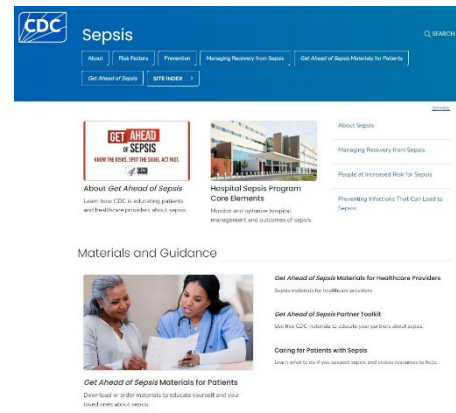 CDC
Sepsis
SEARCH
About
Risk Factors
Prevention
Managing Recovery from Sepsis
Get Ahead of Sepsis Materials for Patients
Get Ahead of Sepsis
SITE INDEX >
GET AHEAD
OF SEPSIS
KNOW THE RISKS. SPOT THE SIGNS. ACT FAST.
About Get Ahead of Sepsis
Learn how CDC is educating patients
and healthcare providers about sepsis.
Hospital Sepsis Program
Core Elements
Monitor and optimize hospital
management and outcomes of sepsis.
About Sepsis
Managing Recovery from Sepsis
People at Increased Risk for Sepsis
Preventing Infections That Can Lead to
Sepsis
Materials and Guidance
Get Ahead of Sepsis Materials for Patients
Download or order materials to educate yourself and your
loved ones about sepsis.
Get Ahead of Sepsis Materials for Healthcare Providers
Sepsis materials for healthcare providers.
Get Ahead of Sepsis Partner Toolkit
Use free CDC materials to educate your partners about sepsis.
Caring for Patients with Sepsis
Learn what to do if you suspect sepsis and access resources to help.